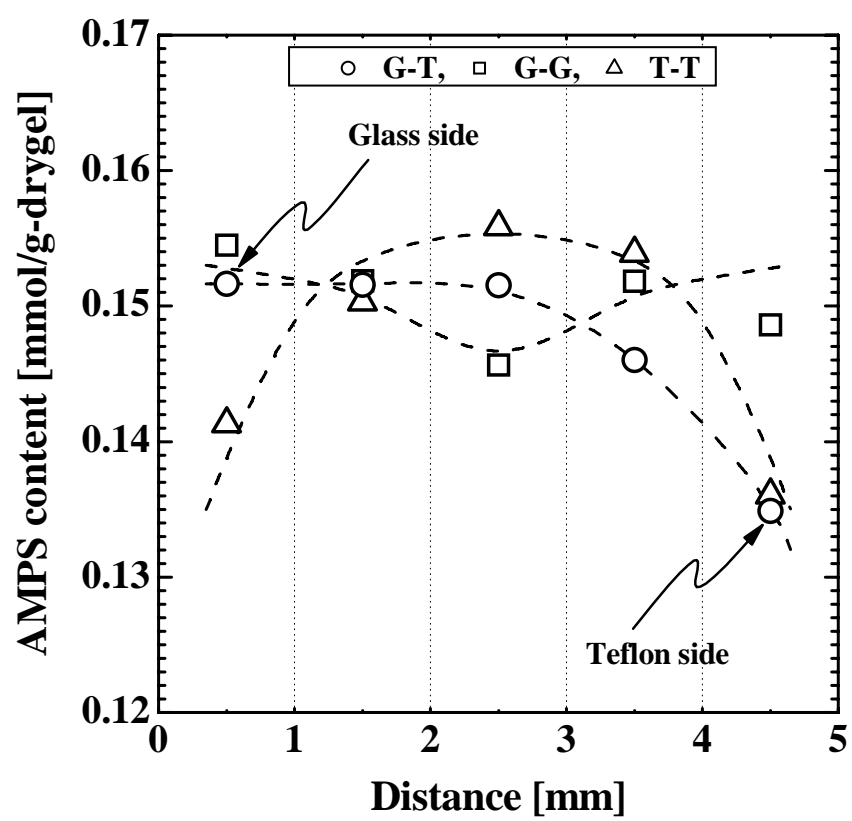 0.17
G-T, G-G, T-T
Glass side
0.16
0.15
0.14
0.13
Teflon side
0.12
0 1 2 3 4 5
Distance [mm]
AMPS content [mmol/g-drygel]